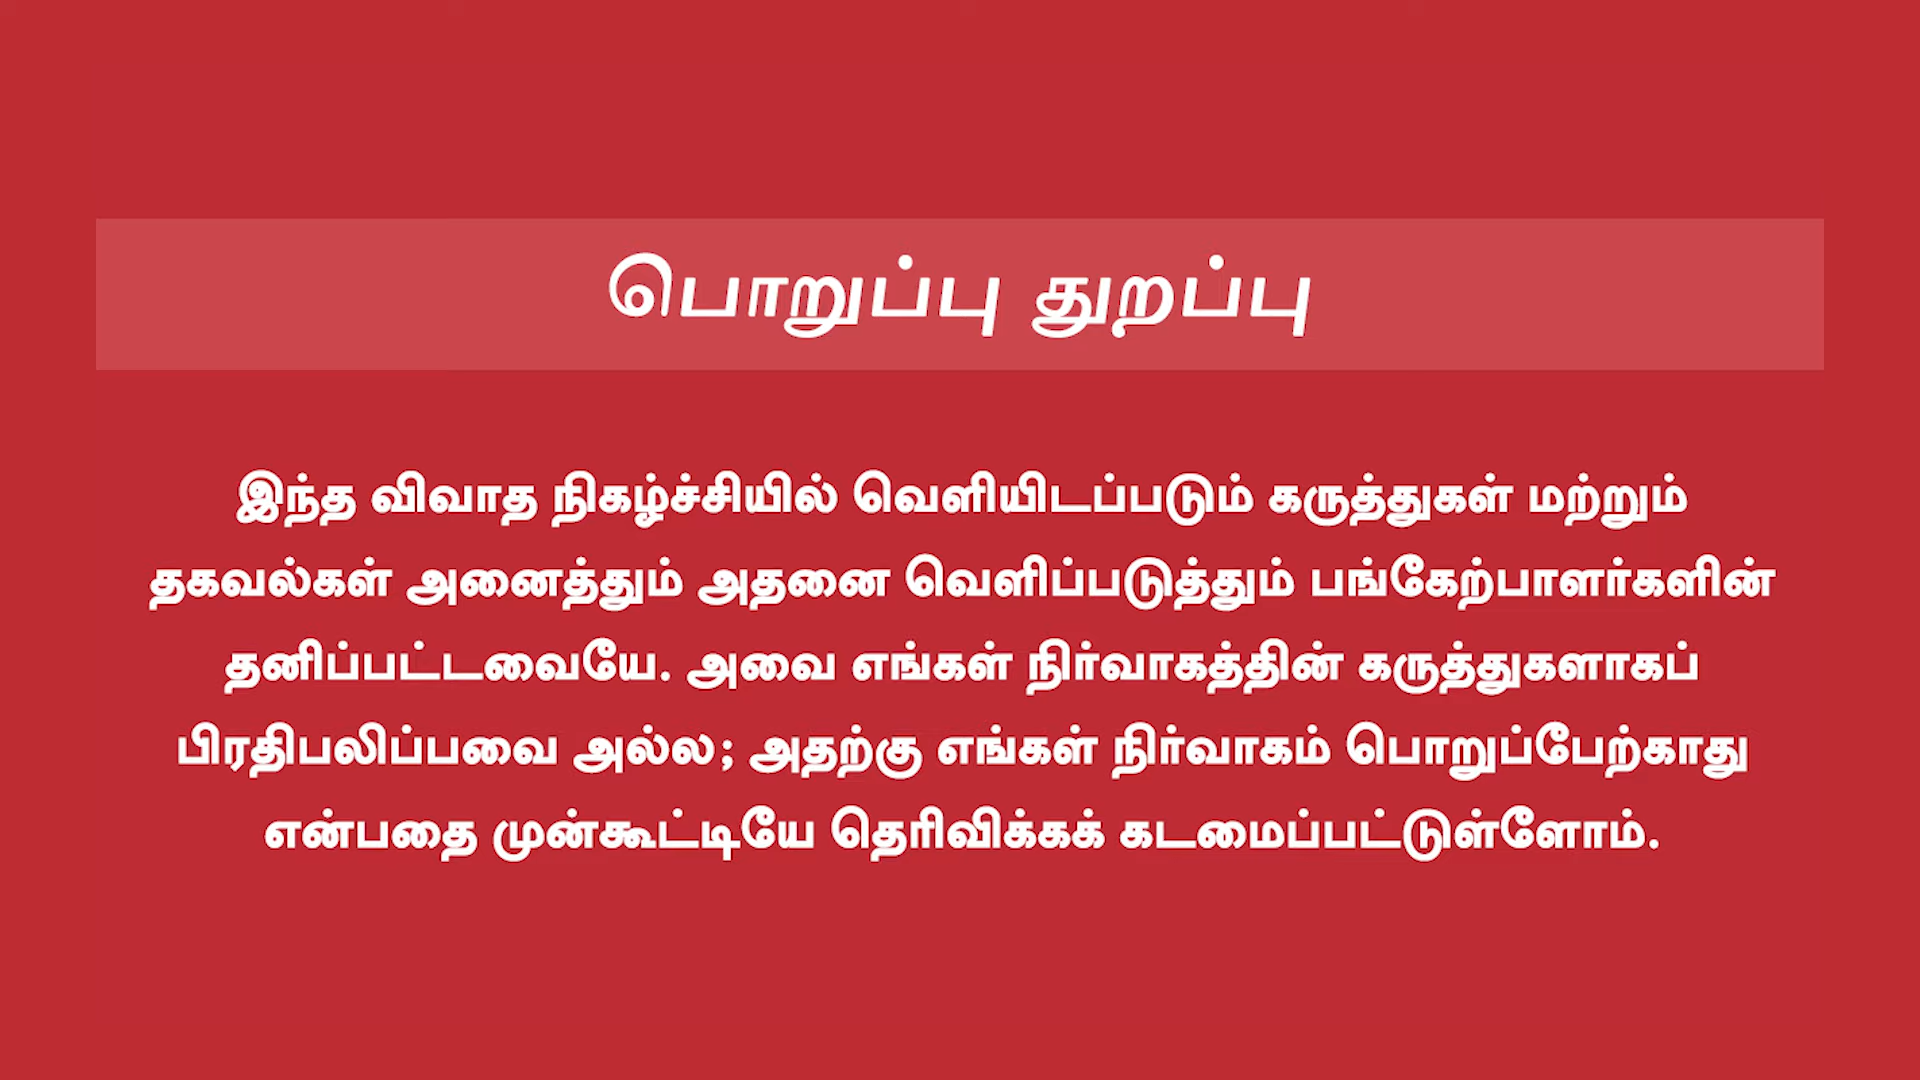 பொறுப்பு துறப்பு
இந்த விவாத நிகழ்ச்சியில் வெளியிடப்படும் கருத்துகள் மற்றும்
தகவல்கள் அனைத்தும் அதனை வெளிப்படுத்தும் பங்கேற்பாளர்களின்
தனிப்பட்டவையே. அவை எங்கள் நிர்வாகத்தின் கருத்துகளாகப்
பிரதிபலிப்பவை அல்ல; அதற்கு எங்கள் நிர்வாகம் பொறுப்பேற்காது
என்பதை முன்கூட்டியே தெரிவிக்கக் கடமைப்பட்டுள்ளோம்.